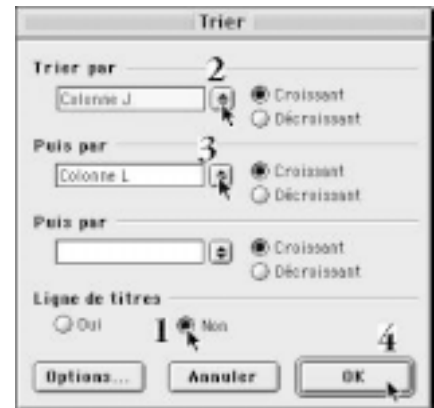 Trier
Trier par
2
Colonne J
Croissant
Décroissant
Puis par
3
Colonne L
Croissant
Décroissant
Puis par
Croissant
Décroissant
Ligne de titres
Oui
1
Non
4
Options...
Annuler
OK